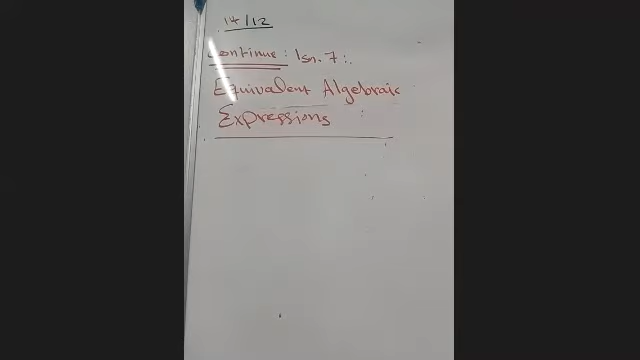 14/12
Continue: lsn. 7:.
Equivalent Algebraic
Expressions